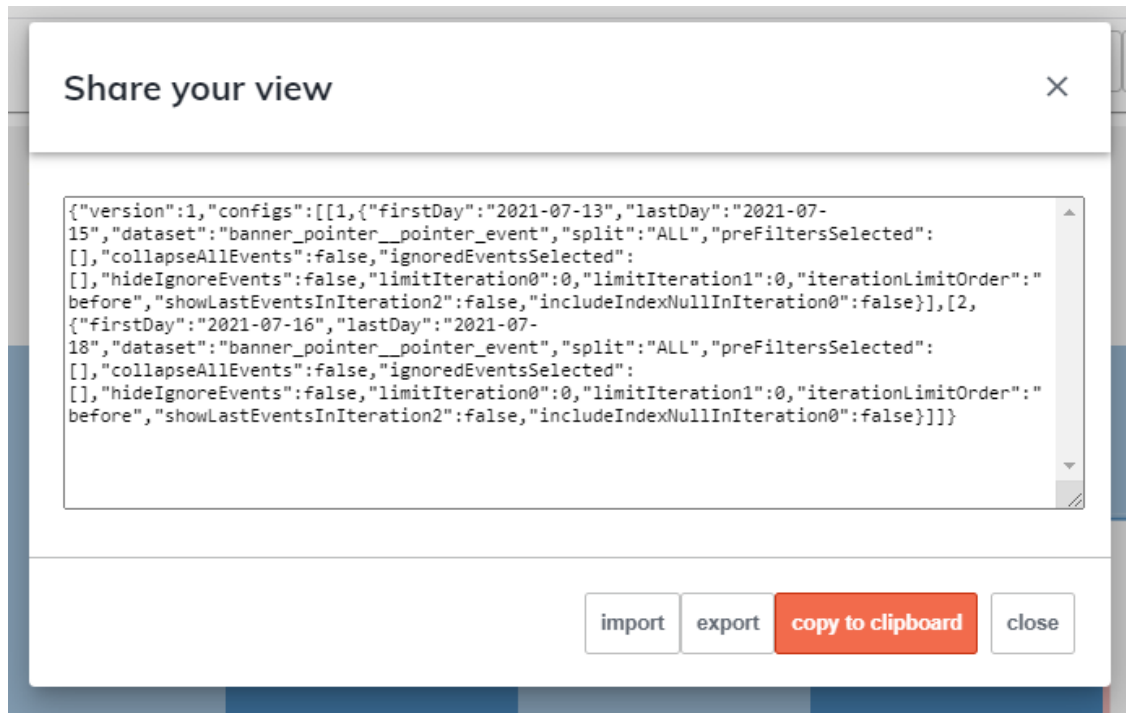 Share your view
{"version":1,"configs":[[1,{"firstDay":"2021-07-13","lastDay":"2021-07-
15","dataset":"banner_pointer__pointer_event","split":"ALL","preFiltersSelected":
[],"collapseAllEvents":false,"ignoredEventsSelected":
[],"hideIgnoreEvents":false,"limitIteration0":0,"limitIteration1":0,"iterationLimitOrder":"
before","showLastEventsInIteration2":false,"includeIndexNullInIteration0":false}],[2,
{"firstDay":"2021-07-16","lastDay":"2021-07-
18","dataset":"banner_pointer__pointer_event","split":"ALL","preFiltersSelected":
[],"collapseAllEvents":false,"ignoredEventsSelected":
[],"hideIgnoreEvents":false,"limitIteration0":0,"limitIteration1":0,"iterationLimitOrder":"
before","showLastEventsInIteration2":false,"includeIndexNullInIteration0":false}]]}
import export copy to clipboard close